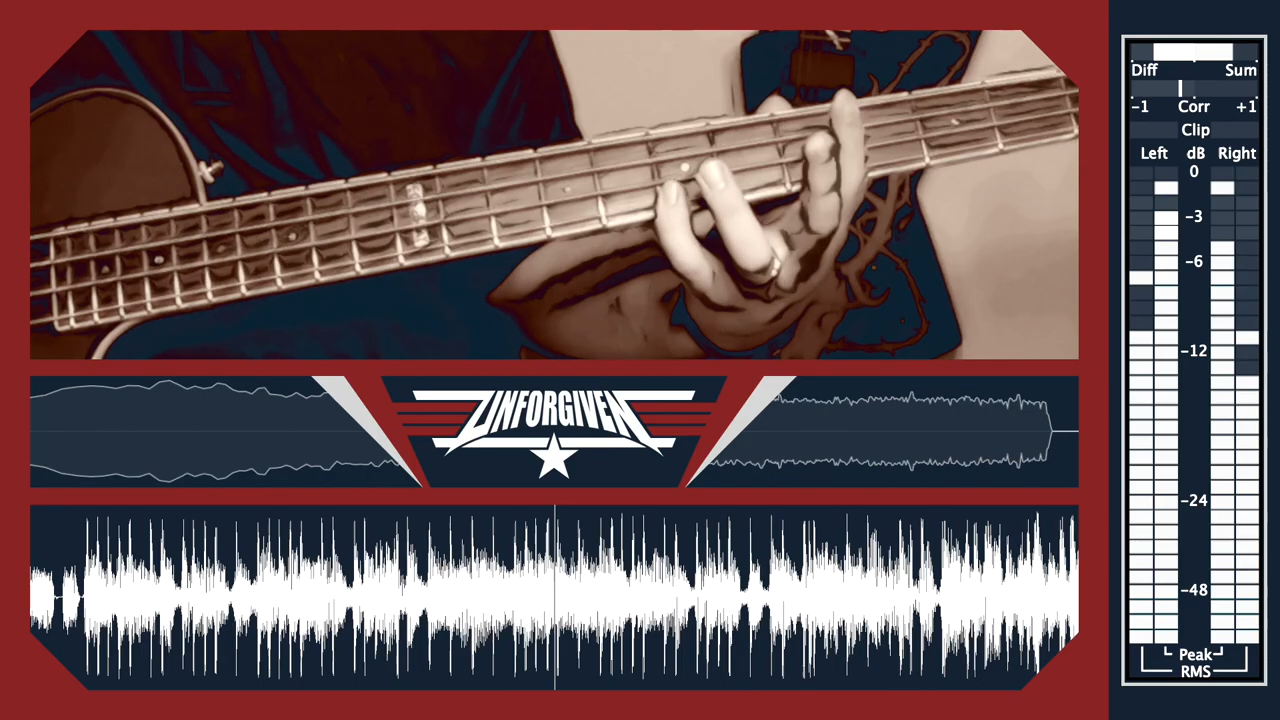 UNFORGIVEN
Diff Sum
-1 Corr +1
Clip
Left dB Right
0
-3
-6
-12
-24
-48
Peak
RMS